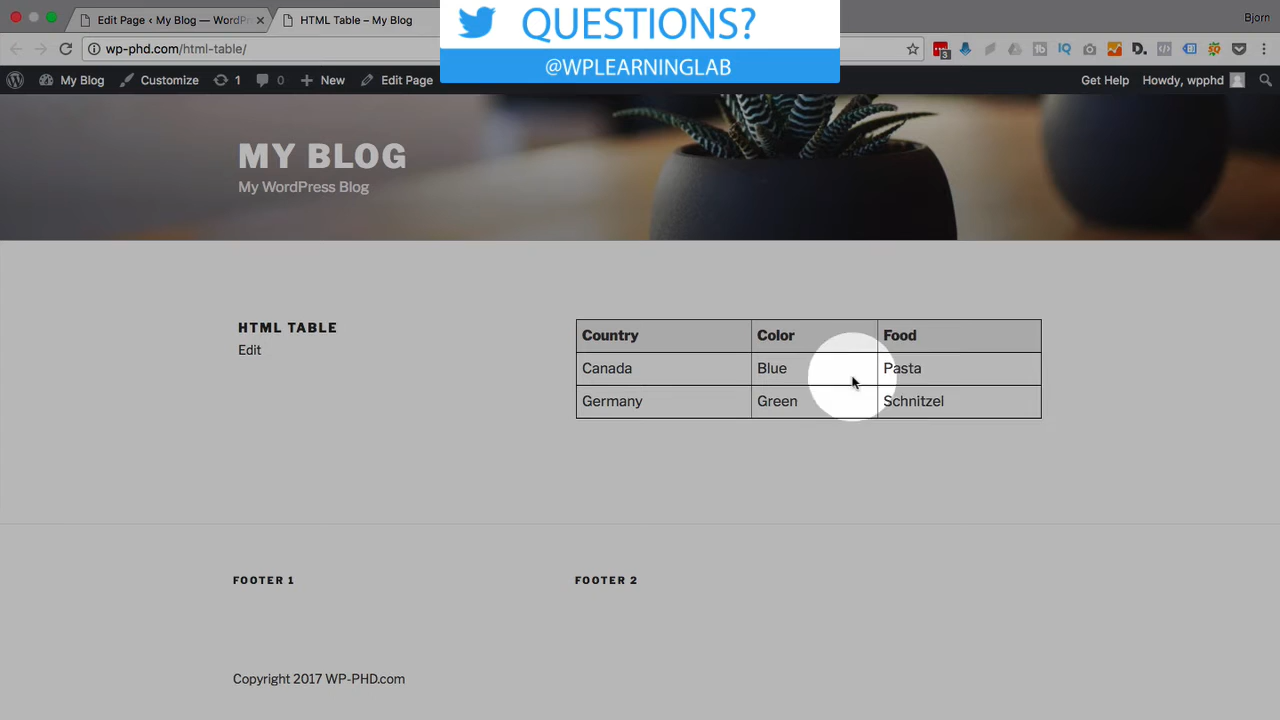 Edit Page ‹ My Blog — WordPr
HTML Table – My Blog
QUESTIONS?
@WPLEARNINGLAB
Bjorn
wp-phd.com/html-table/
3
My Blog
Customize
1
0
New
Edit Page
Get Help
Howdy, wpphd
MY BLOG
My WordPress Blog
HTML TABLE
Edit
Country Color Food
Canada Blue Pasta
Germany Green Schnitzel
FOOTER 1
FOOTER 2
Copyright 2017 WP-PHD.com